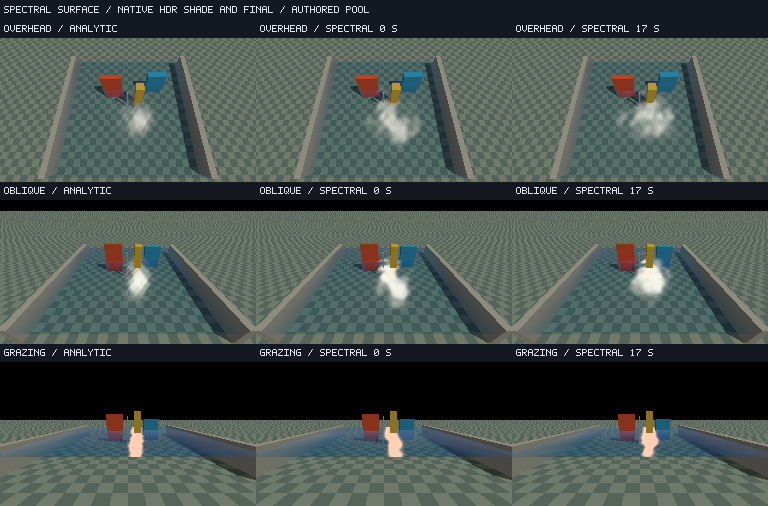 SPECTRAL SURFACE / NATIVE HDR SHADE AND FINAL / AUTHORED POOL
OVERHEAD / ANALYTIC
OVERHEAD / SPECTRAL 0 S
OVERHEAD / SPECTRAL 17 S
OBLIQUE / ANALYTIC
OBLIQUE / SPECTRAL 0 S
OBLIQUE / SPECTRAL 17 S
GRAZING / ANALYTIC
GRAZING / SPECTRAL 0 S
GRAZING / SPECTRAL 17 S